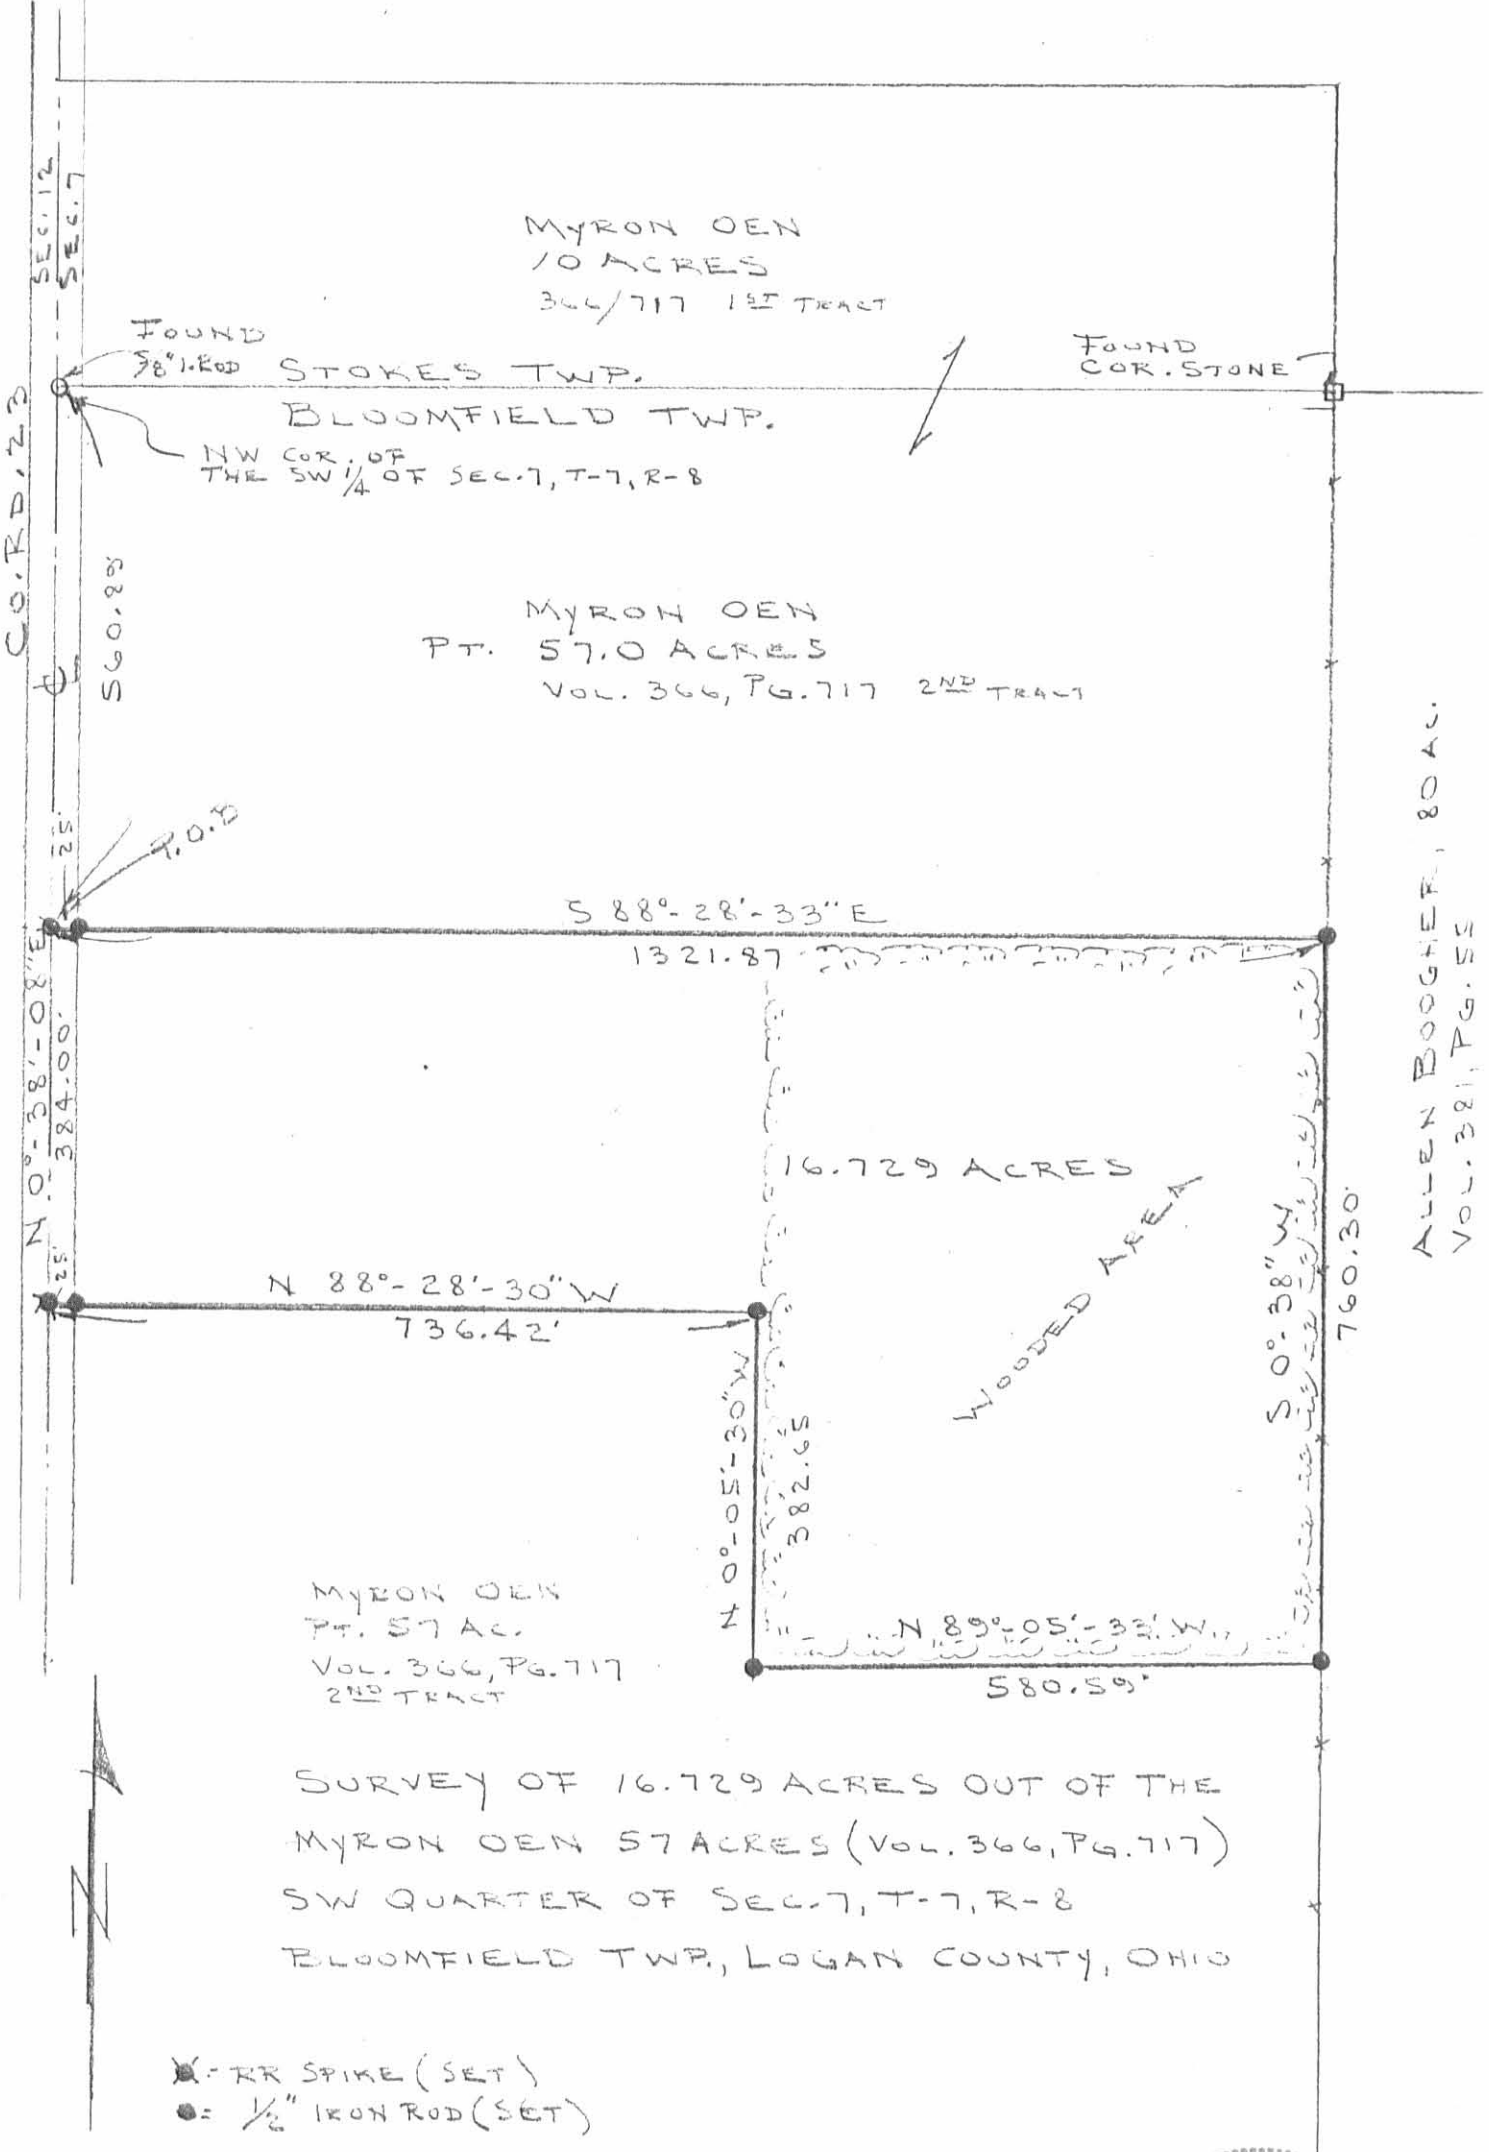 SEC. 12
SEC. 7
MYRON OEN
10 ACRES
366/717 1ST TRACT
FOUND
5/8" I. ROD
STOKES TWP.
FOUND
COR. STONE
BLOOMFIELD TWP.
NW COR. OF
THE SW 1/4 OF SEC. 7, T-7, R-8
CO. RD. 23
℄
MYRON OEN
PT. 57.0 ACRES
VOL. 366, PG. 717 2ND TRACT
ALLEN BOOGHER, 80 AC.
VOL. 381, PG. 55
25'
P.O.B
S 88°-28'-33" E
1321.87
N 0°-38'-08" E
384.00'
16.729 ACRES
WOODED AREA
S 0°-38" W
760.30'
25'
N 88°-28'-30" W
736.42'
N 0°-05'-30" W
382.65
N 89°-05'-33' W
580.59'
MYRON OEN
PT. 57 AC.
VOL. 366, PG. 717
2ND TRACT
N
SURVEY OF 16.729 ACRES OUT OF THE
MYRON OEN 57 ACRES (VOL. 366, PG. 717)
SW QUARTER OF SEC. 7, T-7, R-8
BLOOMFIELD TWP., LOGAN COUNTY, OHIO
= RR SPIKE (SET)
= 1/2" IRON ROD (SET)